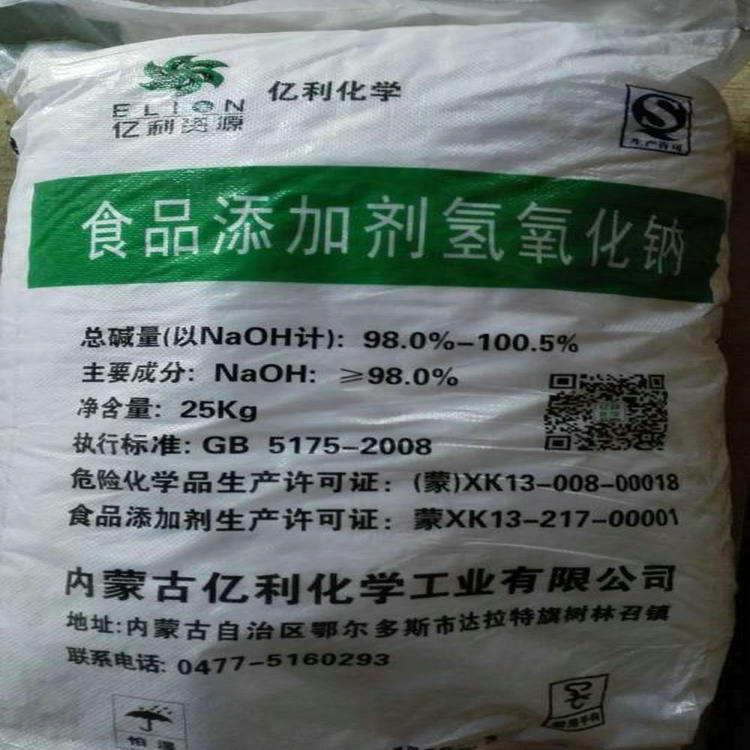 亿利化学
ELION
亿利资源
生产许可
食品添加剂氢氧化钠
总碱量(以NaOH计): 98.0%-100.5%
主要成分: NaOH: ≥98.0%
净含量: 25Kg
执行标准: GB 5175-2008
危险化学品生产许可证: (蒙)XK13-008-00018
食品添加剂生产许可证: 蒙XK13-217-00001
内蒙古亿利化学工业有限公司
地址:内蒙古自治区鄂尔多斯市达拉特旗树林召镇
联系电话: 0477-5160293
怕湿